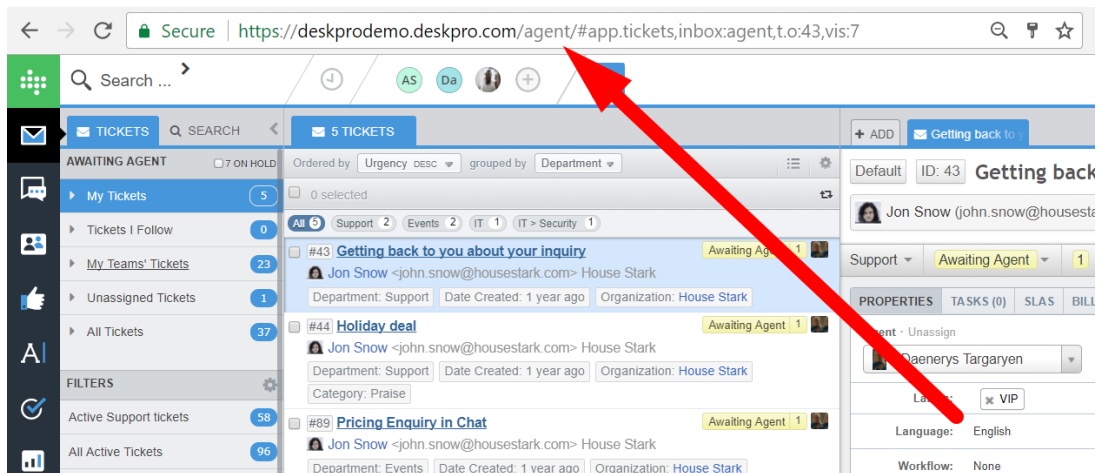 Secure | https://deskprodemo.deskpro.com/agent/#app.tickets,inbox:agent,t.o:43,vis:7
Search ...
AS Da
TICKETS SEARCH
5 TICKETS
+ ADD Getting back to y
AWAITING AGENT 7 ON HOLD
Ordered by Urgency DESC grouped by Department
Default ID: 43 Getting back
My Tickets 5
0 selected
Jon Snow (john.snow@housesta
Tickets I Follow 0
All 5 Support 2 Events 2 IT 1 IT > Security 1
My Teams' Tickets 23
#43 Getting back to you about your inquiry Awaiting Age 1
Support Awaiting Agent 1
Jon Snow <john.snow@housestark.com> House Stark
Unassigned Tickets 1
Department: Support Date Created: 1 year ago Organization: House Stark
PROPERTIES TASKS (0) SLAS BILL
All Tickets 37
#44 Holiday deal Awaiting Agent 1
ent · Unassign
Jon Snow <john.snow@housestark.com> House Stark
Daenerys Targaryen
Department: Support Date Created: 1 year ago Organization: House Stark
FILTERS
Category: Praise
VIP
Active Support tickets 58
#89 Pricing Enquiry in Chat Awaiting Agent 1
Language: English
Jon Snow <john.snow@housestark.com> House Stark
All Active Tickets 96
Department: Events Date Created: 1 year ago Organization: House Stark
Workflow: None